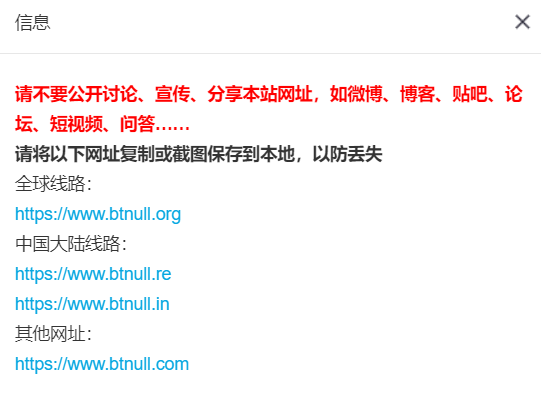 信息
请不要公开讨论、宣传、分享本站网址，如微博、博客、贴吧、论
坛、短视频、问答……
请将以下网址复制或截图保存到本地，以防丢失
全球线路：
https://www.btnull.org
中国大陆线路：
https://www.btnull.re
https://www.btnull.in
其他网址：
https://www.btnull.com